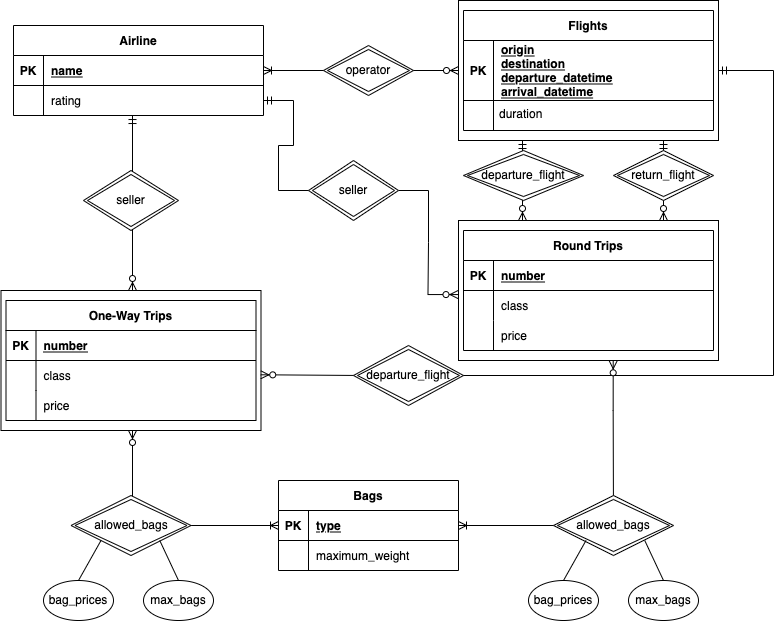 Airline
PK name
rating
operator
Flights
PK origin
destination
departure_datetime
arrival_datetime
duration
seller
seller
departure_flight
return_flight
Round Trips
PK number
class
price
One-Way Trips
PK number
class
price
departure_flight
allowed_bags
bag_prices
max_bags
Bags
PK type
maximum_weight
allowed_bags
bag_prices
max_bags